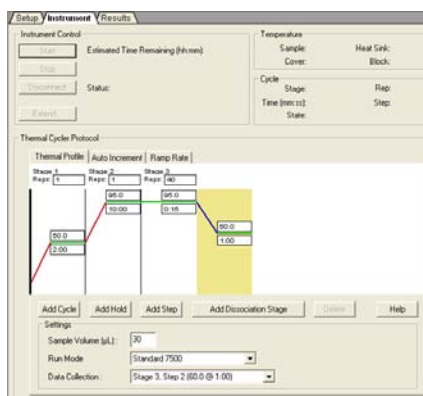 Setup Instrument Results
Instrument Control
Start
Estimated Time Remaining (hh:mm):
Stop
Disconnect
Status:
Extend...
Temperature
Sample: Heat Sink:
Cover: Block:
Cycle
Stage: Rep:
Time (mm:ss): Step:
State:
Thermal Cycler Protocol
Thermal Profile Auto Increment Ramp Rate
Stage 1 Stage 2 Stage 3
Reps: 1 Reps: 1 Reps: 40
95.0 95.0
10:00 0:15
50.0
2:00
60.0
1:00
Add Cycle Add Hold Add Step Add Dissociation Stage Delete Help
Settings
Sample Volume (µL): 30
Run Mode Standard 7500
Data Collection: Stage 3, Step 2 (60.0 @ 1:00)